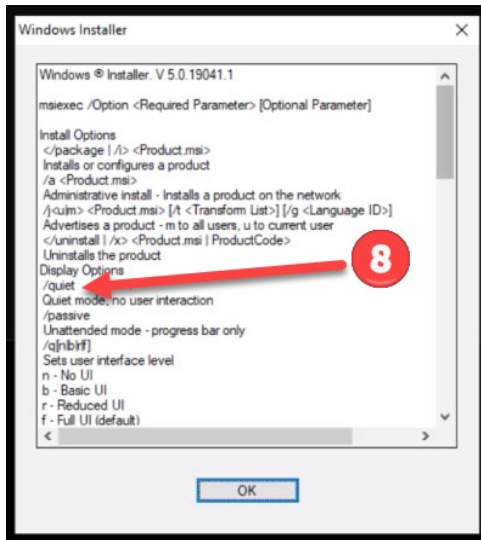 Windows Installer
Windows ® Installer. V 5.0.19041.1
msiexec /Option <Required Parameter> [Optional Parameter]
Install Options
</package | /i> <Product.msi>
Installs or configures a product
/a <Product.msi>
Administrative install - Installs a product on the network
/j<u|m> <Product.msi> [/t <Transform List>] [/g <Language ID>]
Advertises a product - m to all users, u to current user
</uninstall | /x> <Product.msi | ProductCode>
Uninstalls the product
Display Options
/quiet
8
Quiet mode, no user interaction
/passive
Unattended mode - progress bar only
/q[n|b|r|f]
Sets user interface level
n - No UI
b - Basic UI
r - Reduced UI
f - Full UI (default)
OK